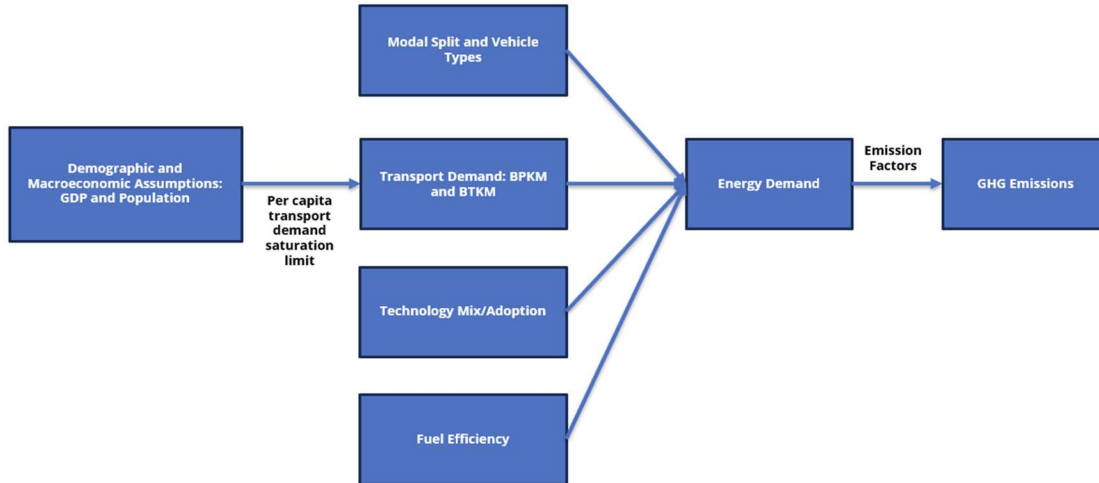 Modal Split and Vehicle
Types
Demographic and
Macroeconomic Assumptions:
GDP and Population
Per capita
transport
demand
saturation
limit
Transport Demand: BPKM
and BTKM
Energy Demand
Emission
Factors
GHG Emissions
Technology Mix/Adoption
Fuel Efficiency